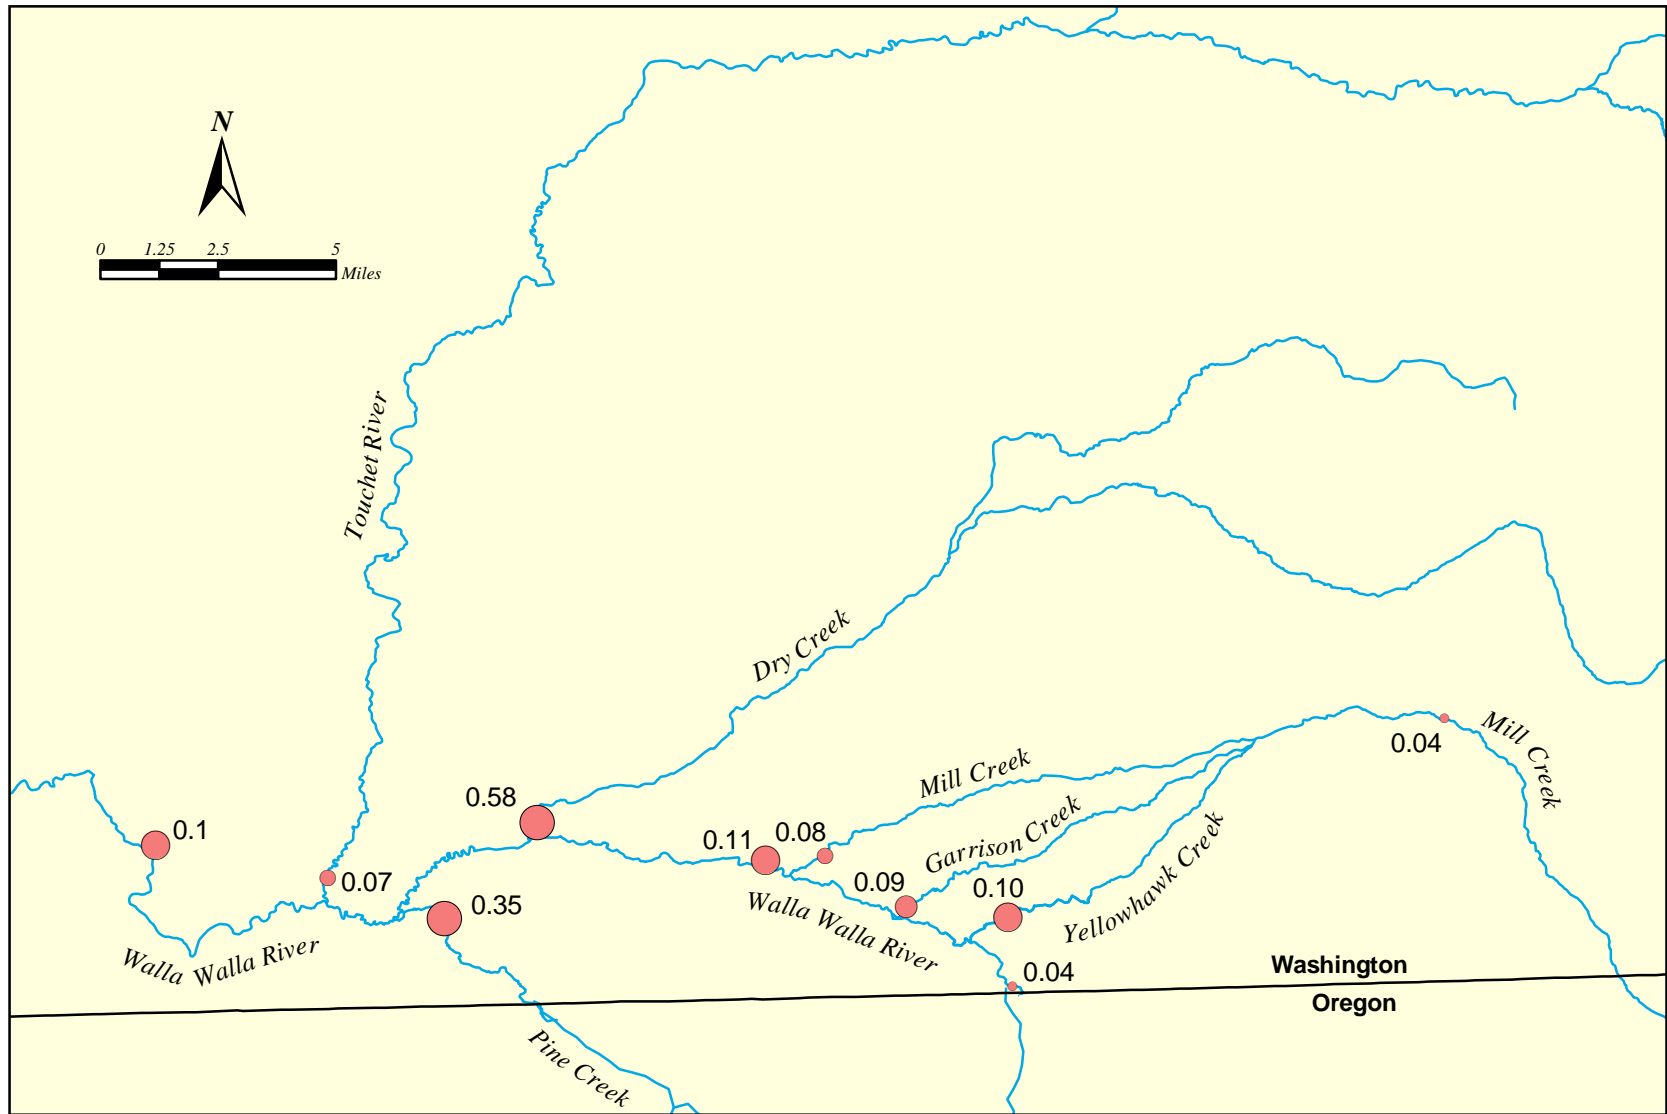 N
0 1.25 2.5 5
Miles
Touchet River
Dry Creek
Mill Creek
0.04
Mill Creek
0.58
Garrison Creek
0.1
0.11
0.08
Yellowhawk Creek
0.07
0.09
0.10
0.35
Walla Walla River
Walla Walla River
0.04
Washington
Oregon
Pine Creek